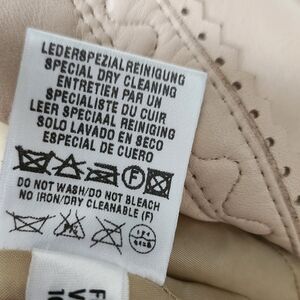 LEDERSPEZIALREINIGUNG
SPECIAL DRY CLEANING
ENTRETIEN PAR UN
SPECIALISTE DU CUIR
LEER SPECIAAL REINIGING
SOLO LAVADO EN SECO
ESPECIAL DE CUERO
F
DO NOT WASH/DO NOT BLEACH
NO IRON/DRY CLEANABLE (F)
F
V
10